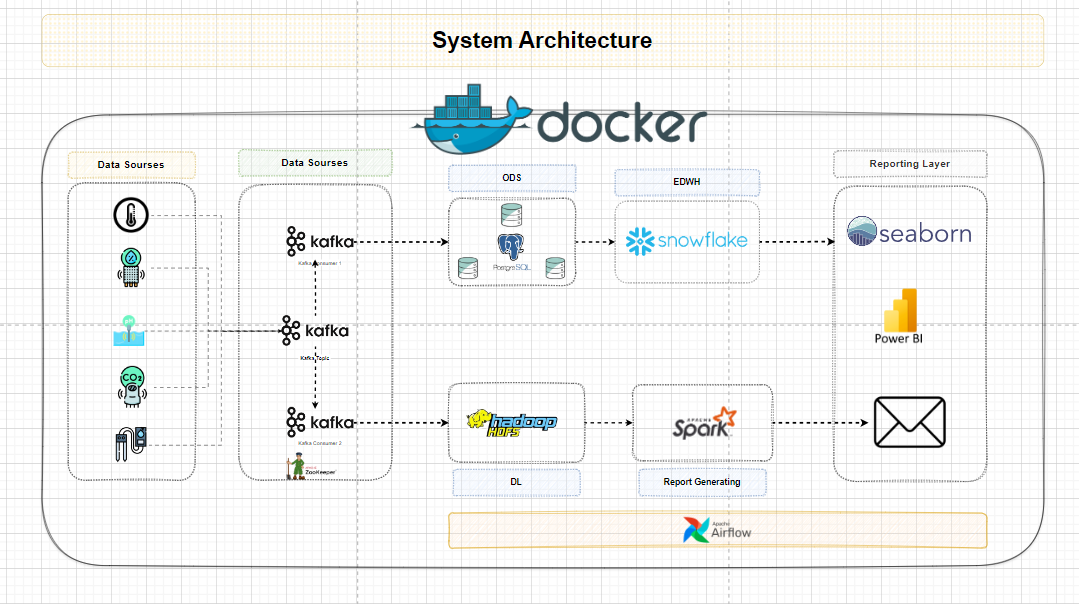 System Architecture
docker
Data Sourses
Data Sourses
ODS
EDWH
Reporting Layer
kafka
Kafka Consumer 1
PostgreSQL
snowflake
seaborn
CO2
kafka
Kafka Topic
Power BI
kafka
Kafka Consumer 2
APACHE
ZooKeeper
hadoop
HDFS
APACHE
Spark
DL
Report Generating
Apache
Airflow